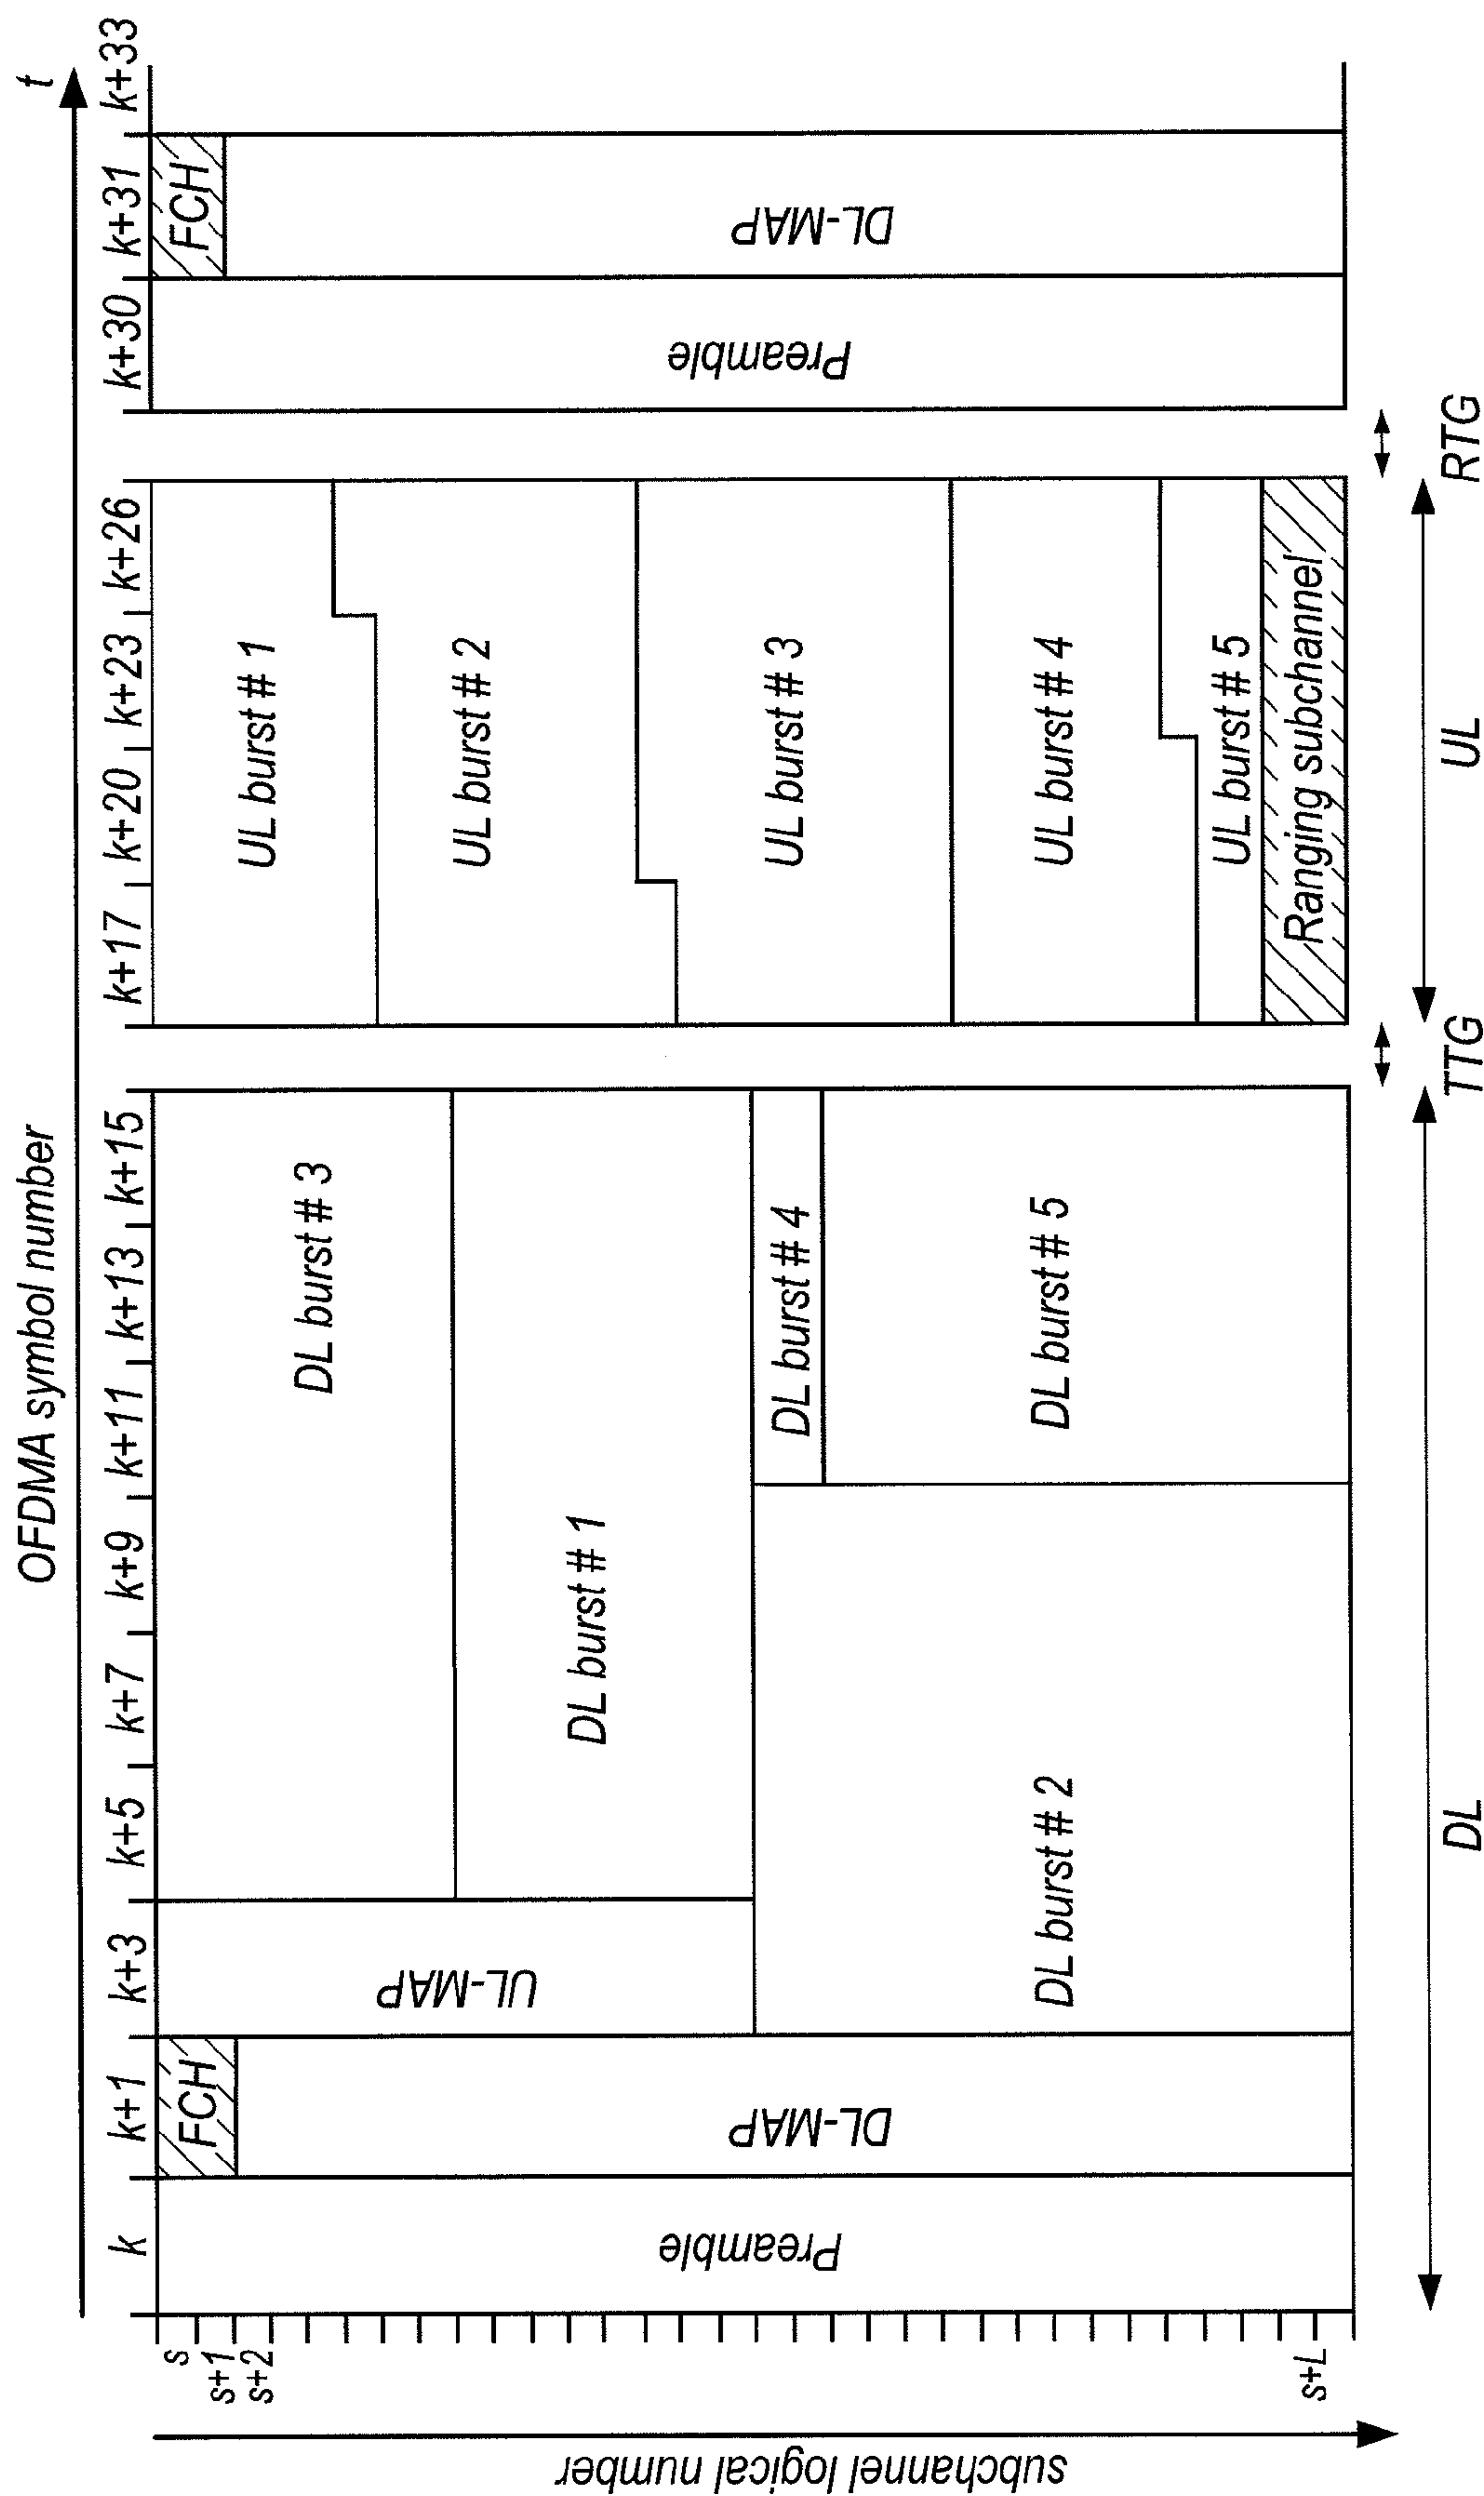 OFDMA symbol number
t
k
k+1
k+3
k+5
k+7
k+9
k+11
k+13
k+15
k+17
k+20
k+23
k+26
k+30
k+31
k+33
subchannel logical number
s
s+1
s+2
s+L
Preamble
FCH
DL-MAP
UL-MAP
DL burst # 3
DL burst # 1
DL burst # 2
DL burst # 4
DL burst # 5
UL burst # 1
UL burst # 2
UL burst # 3
UL burst # 4
UL burst # 5
Ranging subchannel
Preamble
FCH
DL-MAP
DL
TTG
UL
RTG